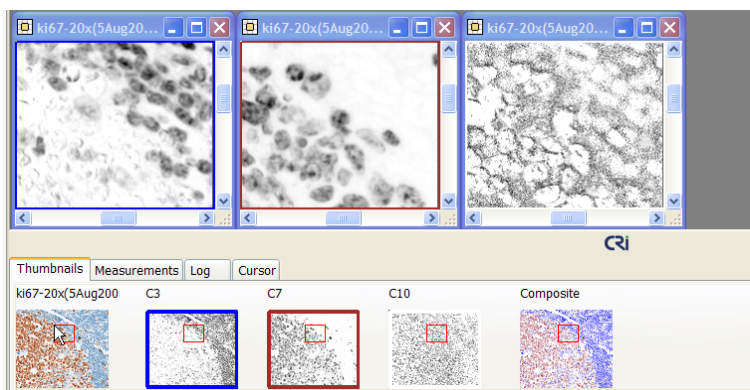 ki67-20x(5Aug20... ki67-20x(5Aug20... ki67-20x(5Aug20...
CRi
Thumbnails Measurements Log Cursor
ki67-20x(5Aug200 C3 C7 C10 Composite